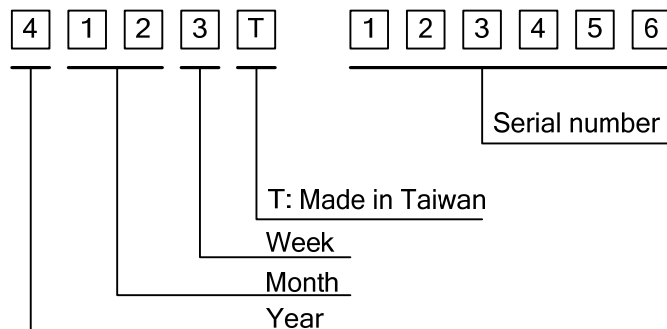 4 1 2 3 T 1 2 3 4 5 6
Serial number
T: Made in Taiwan
Week
Month
Year